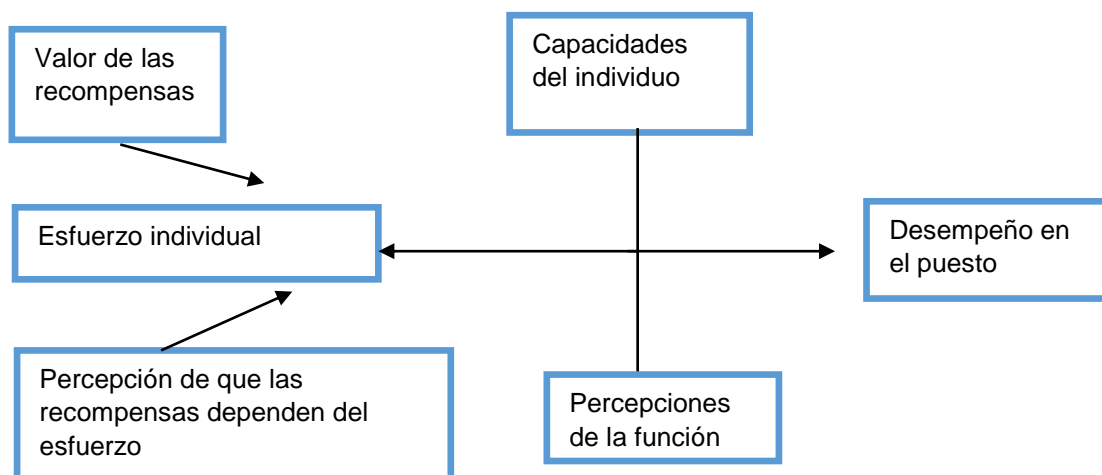 Valor de las
recompensas
Capacidades
del individuo
Esfuerzo individual
Desempeño en
el puesto
Percepción de que las
recompensas dependen del
esfuerzo
Percepciones
de la función